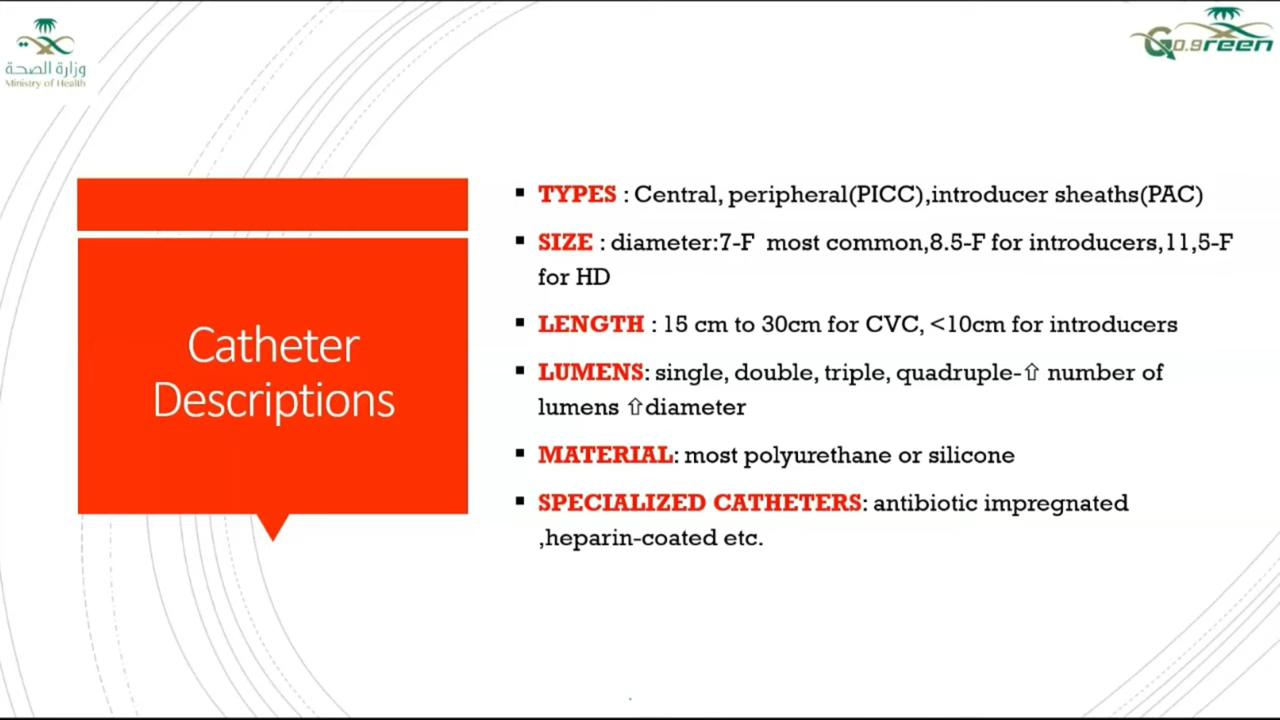 وزارة الصحة
Ministry of Health
Go.green
Catheter
Descriptions
▪ TYPES : Central, peripheral(PICC),introducer sheaths(PAC)
▪ SIZE : diameter:7-F most common,8.5-F for introducers,11,5-F
for HD
▪ LENGTH : 15 cm to 30cm for CVC, <10cm for introducers
▪ LUMENS: single, double, triple, quadruple-⇧ number of
lumens ⇧diameter
▪ MATERIAL: most polyurethane or silicone
▪ SPECIALIZED CATHETERS: antibiotic impregnated
,heparin-coated etc.